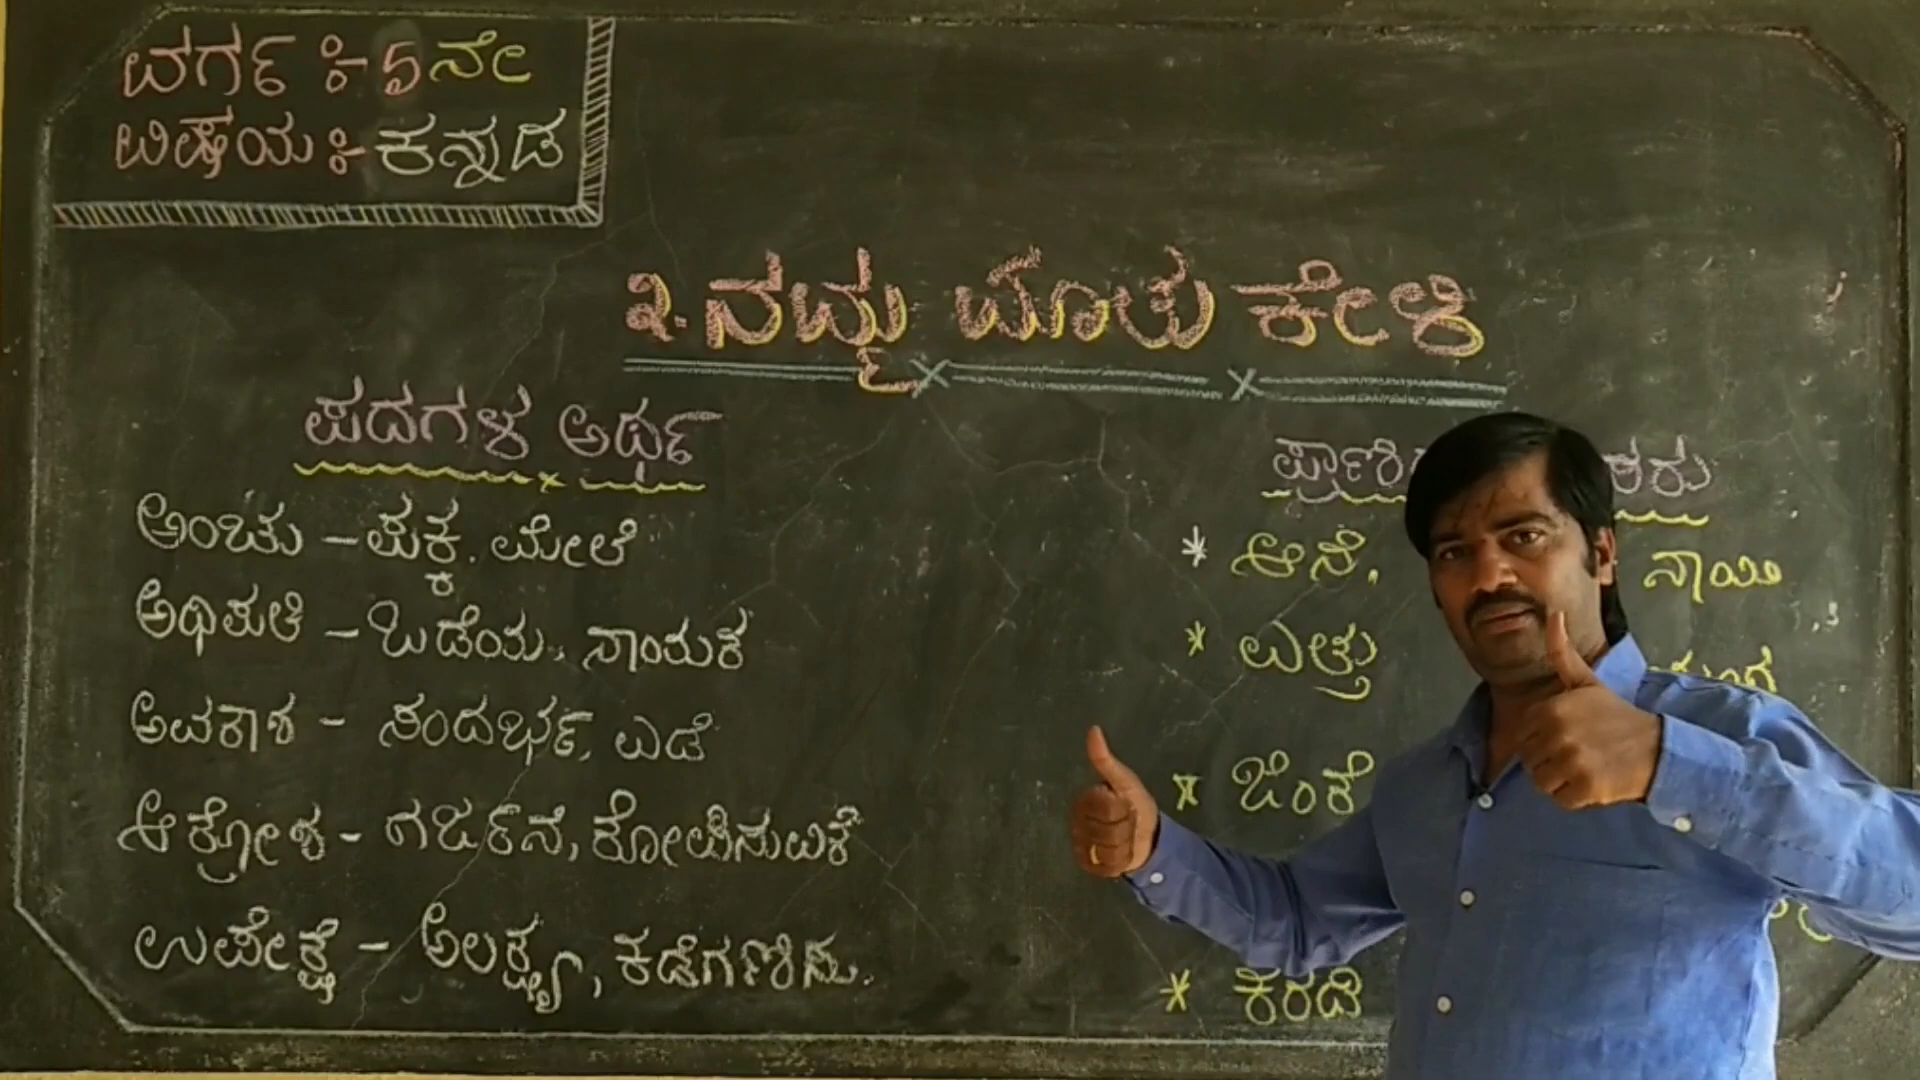 ವರ್ಗ :- 5ನೇ
ವಿಷಯ :- ಕನ್ನಡ
೩. ನಮ್ಮ ಮಾತು ಕೇಳಿ
ಪದಗಳ ಅರ್ಥ
ಅಂಚು – ಪಕ್ಕ, ಮೇಲೆ
ಅಧಿಪತಿ – ಒಡೆಯ, ನಾಯಕ
ಅವಕಾಶ - ಸಂದರ್ಭ, ಎಡೆ
ಆಕ್ರೋಶ - ಗರ್ಜನೆ, ಕೋಪಿಸುವಿಕೆ
ಉಪೇಕ್ಷೆ - ಅಲಕ್ಷ್ಯ, ಕಡೆಗಣಿಸು.
* ಆನೆ,
ನಾಯಿ
* ಎತ್ತು
* ಜಿಂಕೆ
* ಕರಡಿ